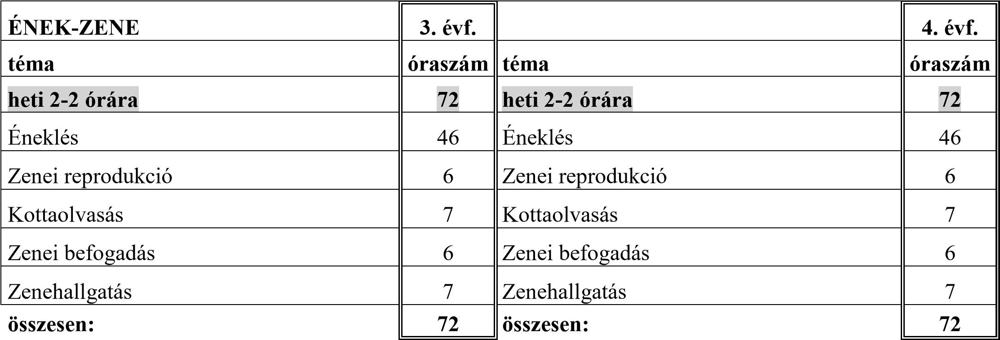 ÉNEK-ZENE 3. évf. 4. évf.
téma óraszám téma óraszám
heti 2-2 órára 72 heti 2-2 órára 72
Éneklés 46 Éneklés 46
Zenei reprodukció 6 Zenei reprodukció 6
Kottaolvasás 7 Kottaolvasás 7
Zenei befogadás 6 Zenei befogadás 6
Zenehallgatás 7 Zenehallgatás 7
összesen: 72 összesen: 72